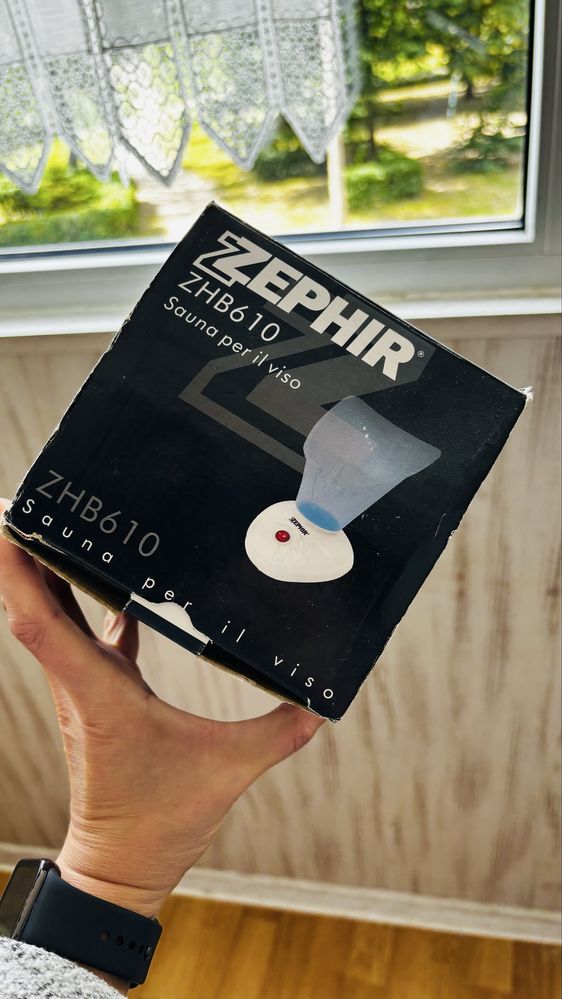 ZEPHIR®
ZHB610
Sauna per il viso
ZEPHIR
ZHB610
Sauna per il viso